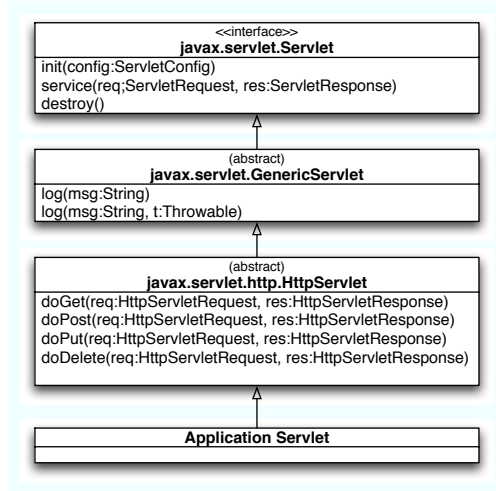 <<interface>>
javax.servlet.Servlet
init(config:ServletConfig)
service(req;ServletRequest, res:ServletResponse)
destroy()
(abstract)
javax.servlet.GenericServlet
log(msg:String)
log(msg:String, t:Throwable)
(abstract)
javax.servlet.http.HttpServlet
doGet(req:HttpServletRequest, res:HttpServletResponse)
doPost(req:HttpServletRequest, res:HttpServletResponse)
doPut(req:HttpServletRequest, res:HttpServletResponse)
doDelete(req:HttpServletRequest, res:HttpServletResponse)
Application Servlet